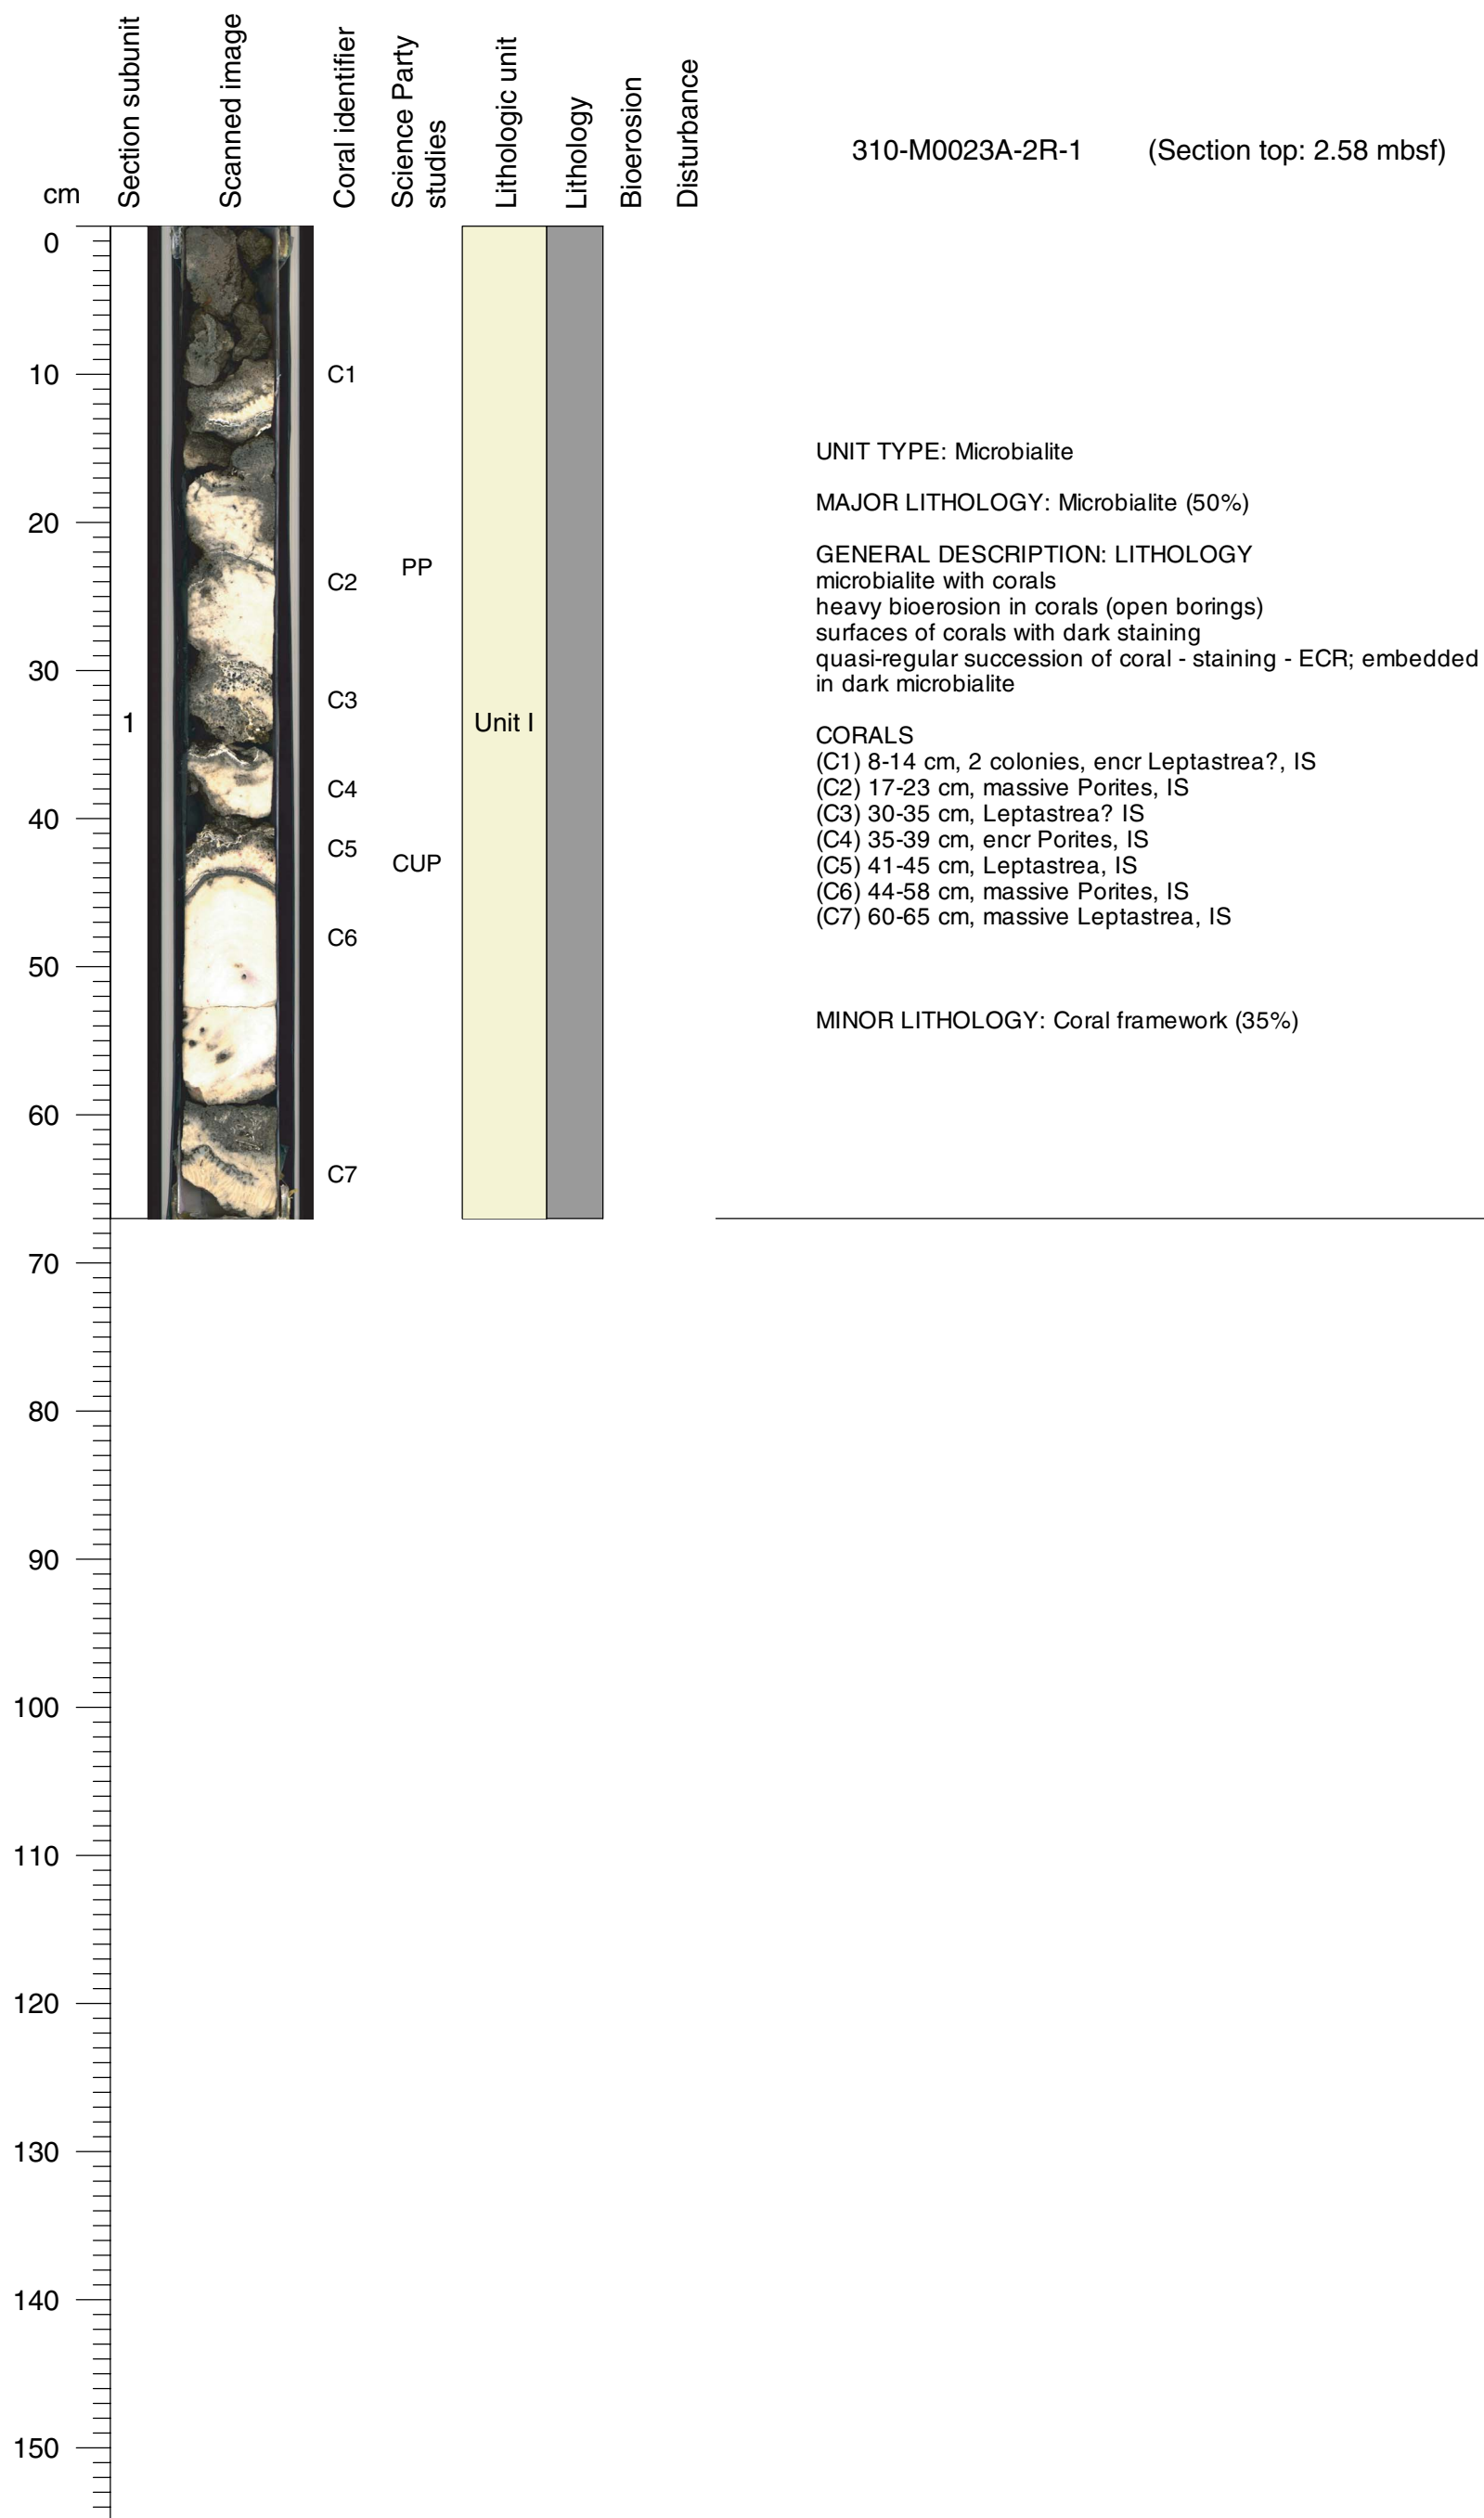 Section subunit
Scanned image
Coral identifier
Science Party
studies
Lithologic unit
Lithology
Bioerosion
Disturbance
310-M0023A-2R-1 (Section top: 2.58 mbsf)
cm
0
10
20
30
40
50
60
70
80
90
100
110
120
130
140
150
1
C1
C2
C3
C4
C5
C6
C7
PP
CUP
Unit I
UNIT TYPE: Microbialite
MAJOR LITHOLOGY: Microbialite (50%)
GENERAL DESCRIPTION: LITHOLOGY
microbialite with corals
heavy bioerosion in corals (open borings)
surfaces of corals with dark staining
quasi-regular succession of coral - staining - ECR; embedded
in dark microbialite
CORALS
(C1) 8-14 cm, 2 colonies, encr Leptastrea?, IS
(C2) 17-23 cm, massive Porites, IS
(C3) 30-35 cm, Leptastrea? IS
(C4) 35-39 cm, encr Porites, IS
(C5) 41-45 cm, Leptastrea, IS
(C6) 44-58 cm, massive Porites, IS
(C7) 60-65 cm, massive Leptastrea, IS
MINOR LITHOLOGY: Coral framework (35%)